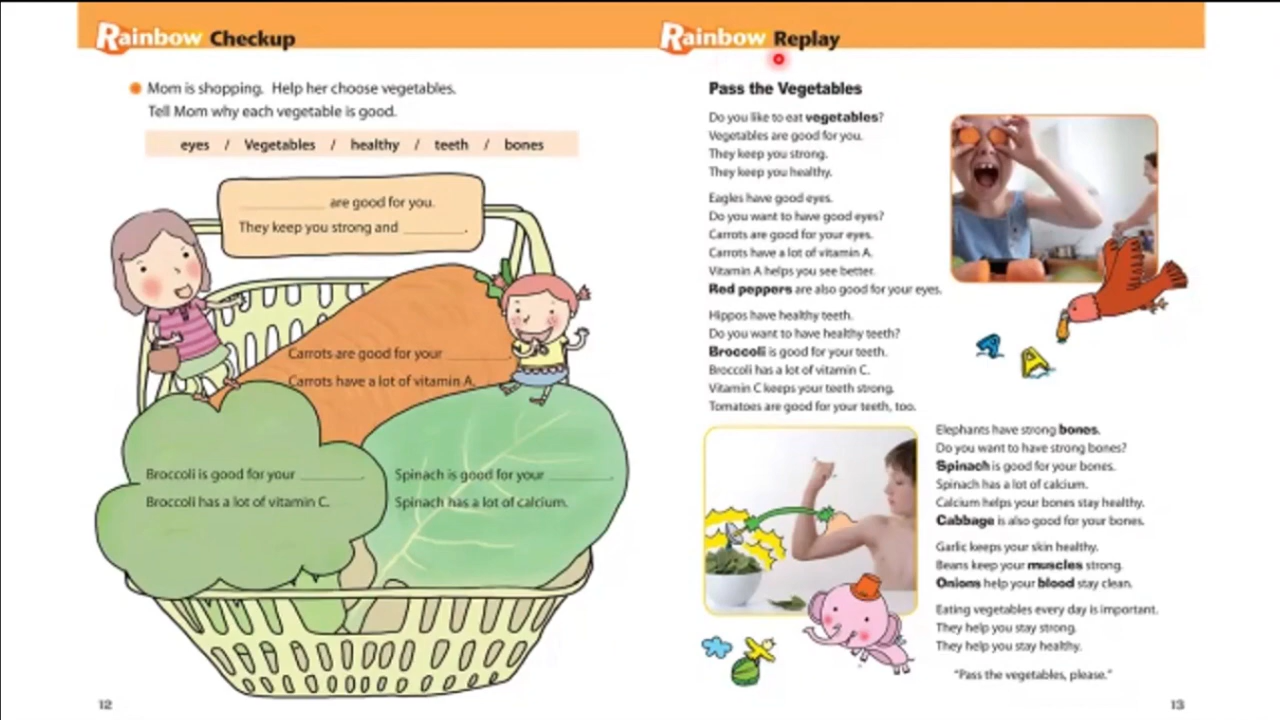 Rainbow Checkup
Mom is shopping. Help her choose vegetables.
Tell Mom why each vegetable is good.
eyes / Vegetables / healthy / teeth / bones
____________ are good for you.
They keep you strong and _________.
Carrots are good for your _________.
Carrots have a lot of vitamin A.
Broccoli is good for your _________.
Broccoli has a lot of vitamin C.
Spinach is good for your _________.
Spinach has a lot of calcium.
12
Rainbow Replay
Pass the Vegetables
Do you like to eat vegetables?
Vegetables are good for you.
They keep you strong.
They keep you healthy.
Eagles have good eyes.
Do you want to have good eyes?
Carrots are good for your eyes.
Carrots have a lot of vitamin A.
Vitamin A helps you see better.
Red peppers are also good for your eyes.
Hippos have healthy teeth.
Do you want to have healthy teeth?
Broccoli is good for your teeth.
Broccoli has a lot of vitamin C.
Vitamin C keeps your teeth strong.
Tomatoes are good for your teeth, too.
Elephants have strong bones.
Do you want to have strong bones?
Spinach is good for your bones.
Spinach has a lot of calcium.
Calcium helps your bones stay healthy.
Cabbage is also good for your bones.
Garlic keeps your skin healthy.
Beans keep your muscles strong.
Onions help your blood stay clean.
Eating vegetables every day is important.
They help you stay strong.
They help you stay healthy.
"Pass the vegetables, please."
13